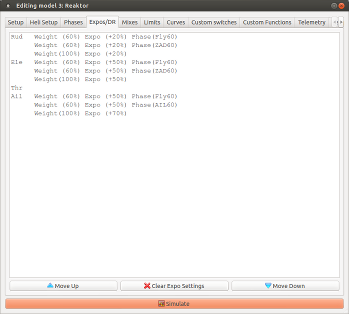 Editing model 3: Reaktor
Setup Heli Setup Phases Expos/DR Mixes Limits Curves Custom switches Custom Functions Telemetry
Rud Weight (60%) Expo (+20%) Phase(Fly60)
Weight (60%) Expo (+20%) Phase(ZAD60)
Weight(100%) Expo (+20%)
Ele Weight (60%) Expo (+50%) Phase(Fly60)
Weight (60%) Expo (+50%) Phase(ZAD60)
Weight(100%) Expo (+50%)
Thr
Ail Weight (60%) Expo (+50%) Phase(Fly60)
Weight (60%) Expo (+50%) Phase(AIL60)
Weight(100%) Expo (+70%)
Move Up Clear Expo Settings Move Down
Simulate